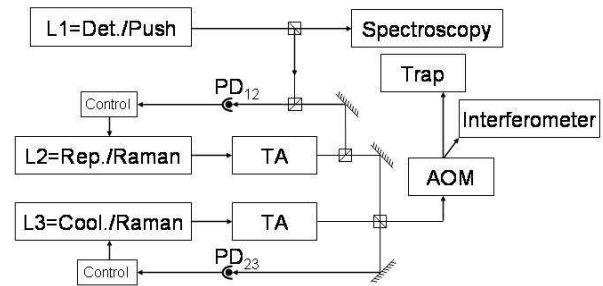 L1=Det./Push
Spectroscopy
Trap
PD12
Control
Interferometer
L2=Rep./Raman
TA
AOM
L3=Cool./Raman
TA
PD23
Control